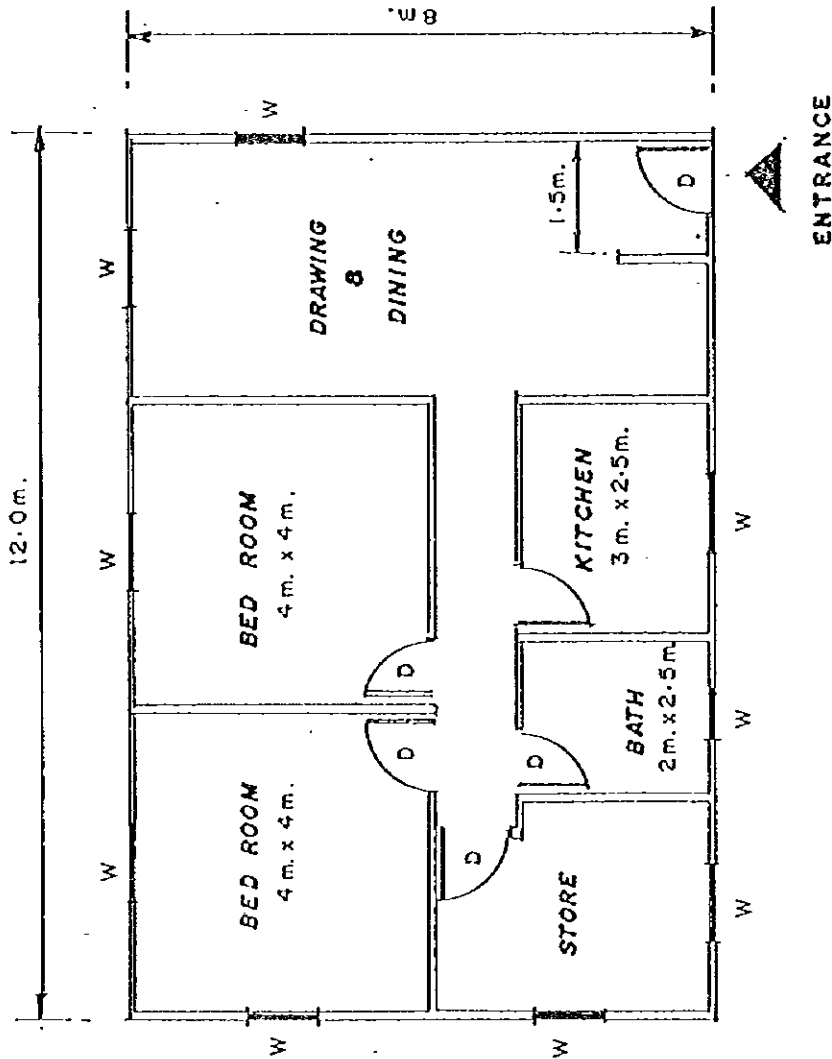 12.0m.
W
W
W
W
8m.
W
BED ROOM
4m. x 4m.
D
BED ROOM
4m. x 4m.
D
DRAWING
&
DINING
1.5m.
D
ENTRANCE
W
STORE
D
BATH
2m. x 2.5m.
D
KITCHEN
3m. x 2.5m.
W
W
W